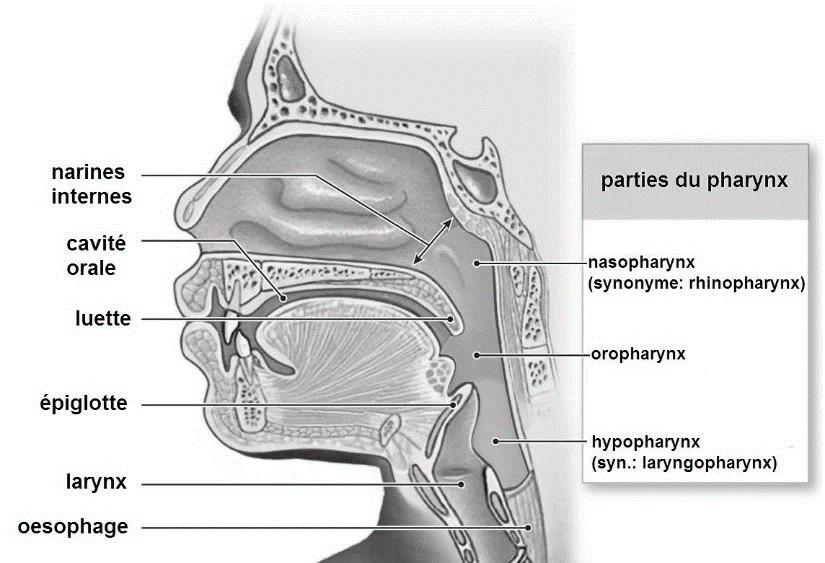 narines
internes
cavité
orale
luette
épiglotte
larynx
oesophage
parties du pharynx
nasopharynx
(synonyme: rhinopharynx)
oropharynx
hypopharynx
(syn.: laryngopharynx)